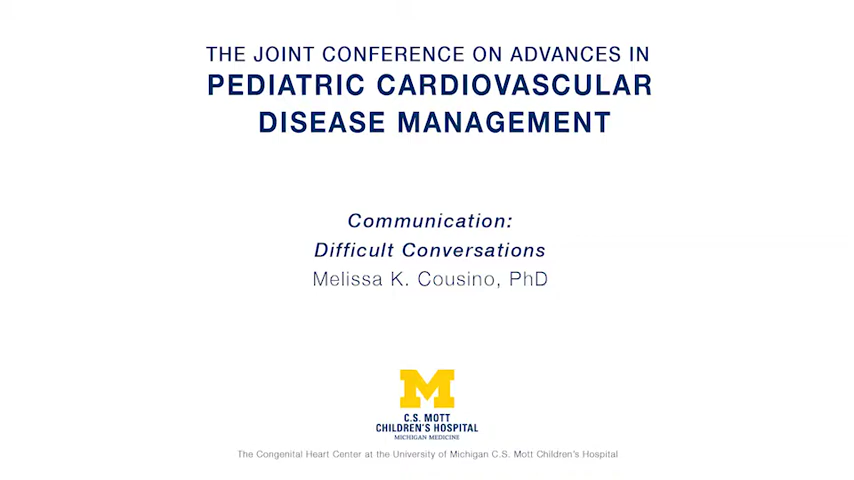 THE JOINT CONFERENCE ON ADVANCES IN
PEDIATRIC CARDIOVASCULAR
DISEASE MANAGEMENT
Communication:
Difficult Conversations
Melissa K. Cousino, PhD
M
C.S. MOTT
CHILDREN'S HOSPITAL
MICHIGAN MEDICINE
The Congenital Heart Center at the University of Michigan C.S. Mott Children's Hospital